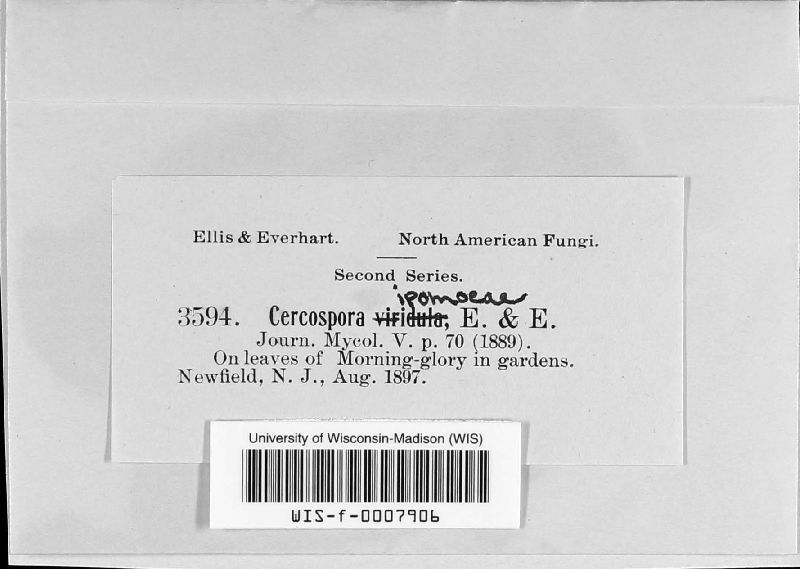 Ellis & Everhart. North American Fungi.
Second Series.
ipomoeae
3594. Cercospora viridula, E. & E.
Journ. Mycol. V. p. 70 (1889).
On leaves of Morning-glory in gardens.
Newfield, N. J., Aug. 1897.
University of Wisconsin-Madison (WIS)
WIS-f-0007906